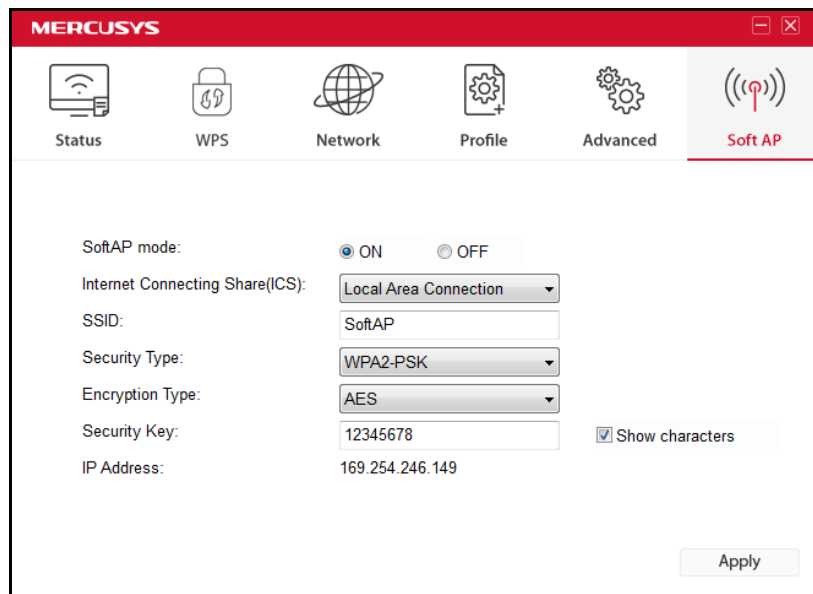 MERCUSYS
Status WPS Network Profile Advanced Soft AP
SoftAP mode: ON OFF
Internet Connecting Share(ICS): Local Area Connection
SSID: SoftAP
Security Type: WPA2-PSK
Encryption Type: AES
Security Key: 12345678 Show characters
IP Address: 169.254.246.149
Apply